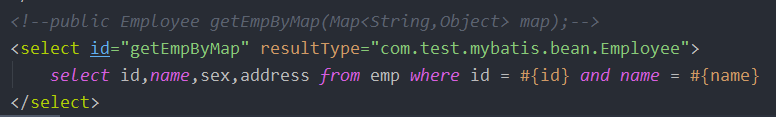 <!--public Employee getEmpByMap(Map<String,Object> map);-->
<select id="getEmpByMap" resultType="com.test.mybatis.bean.Employee">
select id,name,sex,address from emp where id = #{id} and name = #{name}
</select>